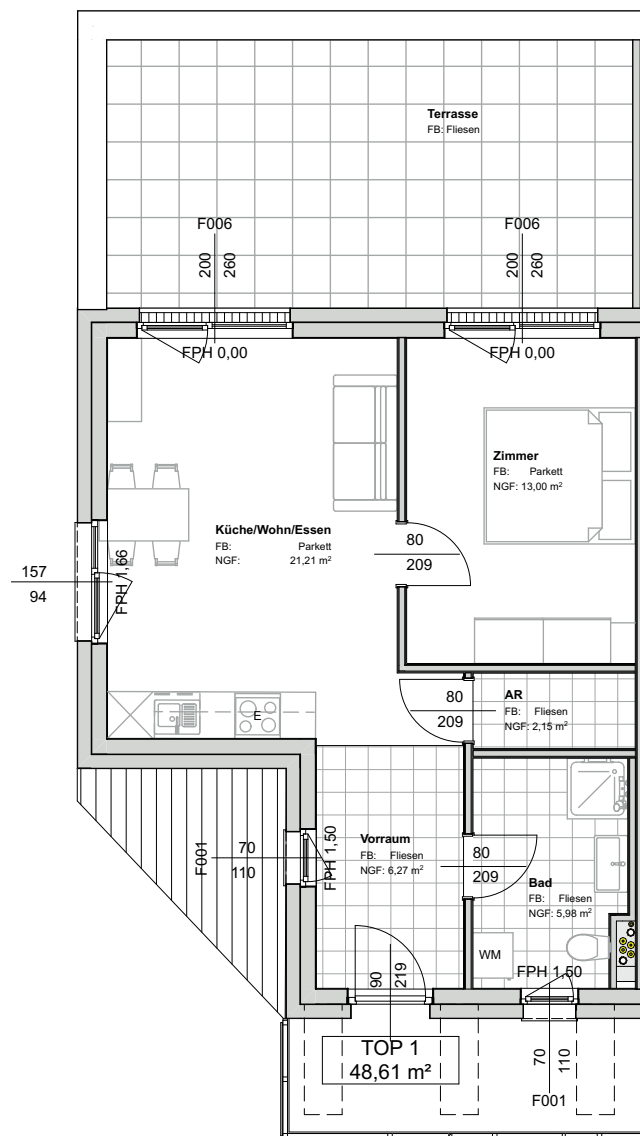 Terrasse
FB: Fliesen
F006
200
260
FPH 0,00
F006
200
260
FPH 0,00
Zimmer
FB: Parkett
NGF: 13,00 m²
Küche/Wohn/Essen
FB: Parkett
NGF: 21,21 m²
80
209
157
94
FPH 1,66
E
80
209
AR
FB: Fliesen
NGF: 2,15 m²
F001
70
110
FPH 1,50
Vorraum
FB: Fliesen
NGF: 6,27 m²
80
209
Bad
FB: Fliesen
NGF: 5,98 m²
WM
FPH 1,50
90
219
TOP 1
48,61 m²
70
110
F001